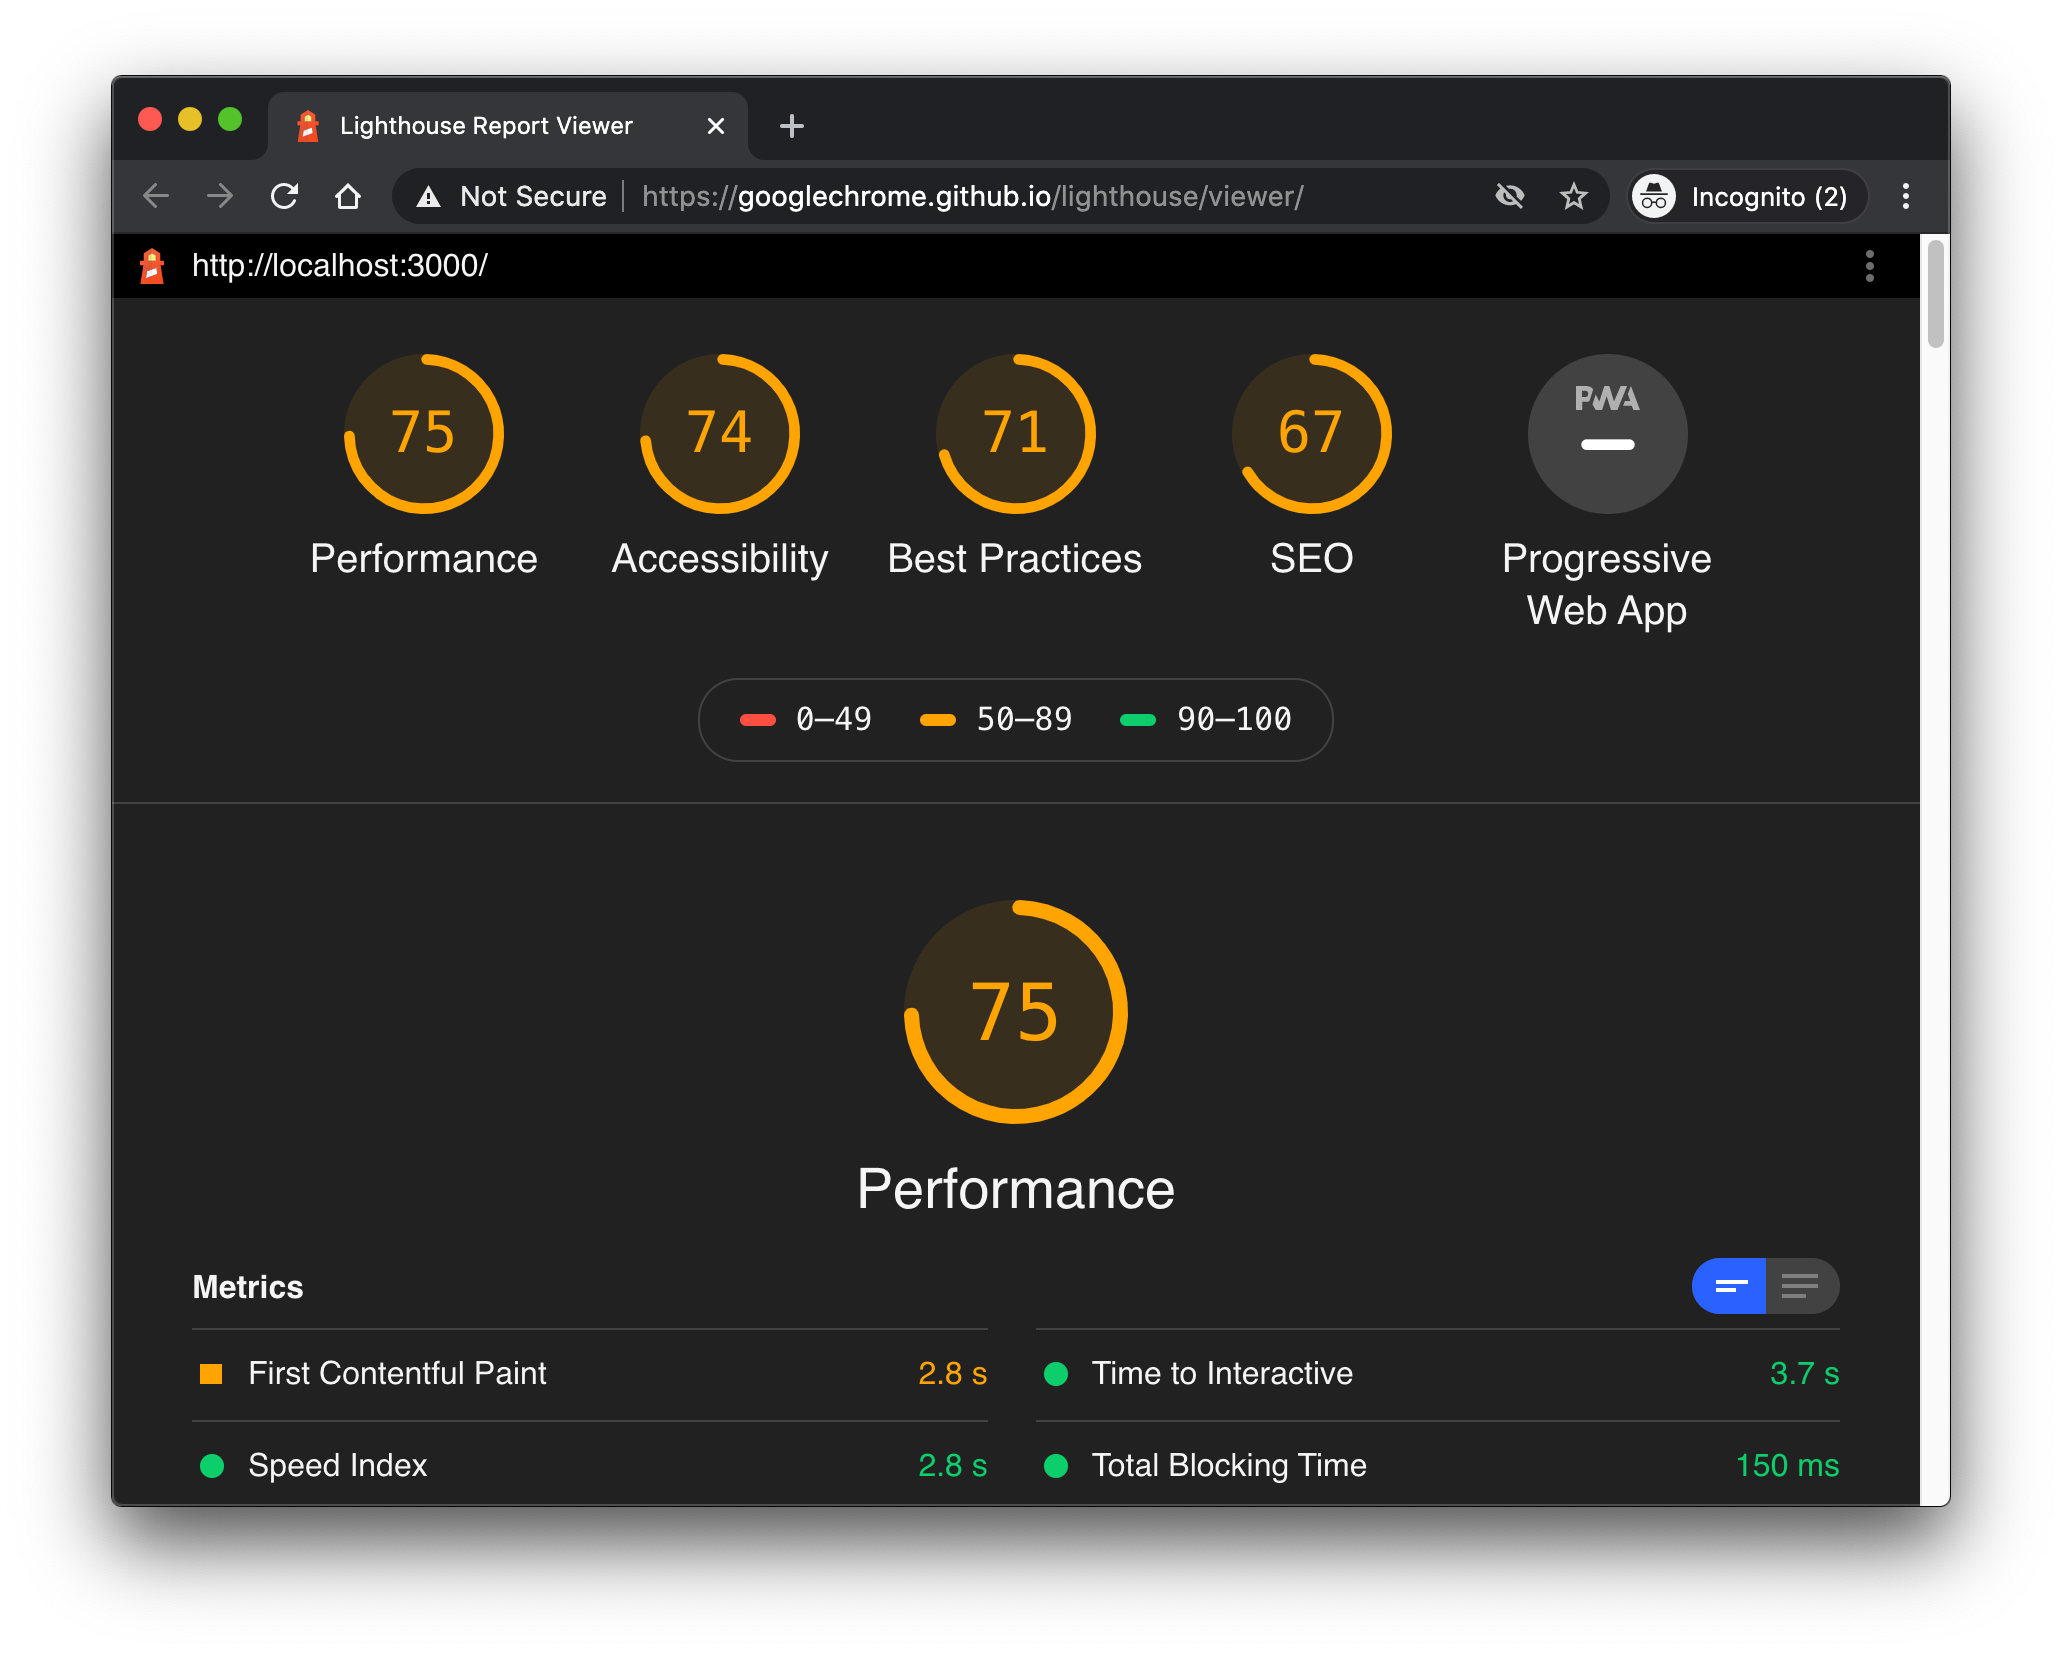 Lighthouse Report Viewer
Not Secure https://googlechrome.github.io/lighthouse/viewer/ Incognito (2)
http://localhost:3000/
75 74 71 67 PWA
Performance Accessibility Best Practices SEO Progressive
Web App
0–49 50–89 90–100
75
Performance
Metrics
First Contentful Paint 2.8 s Time to Interactive 3.7 s
Speed Index 2.8 s Total Blocking Time 150 ms